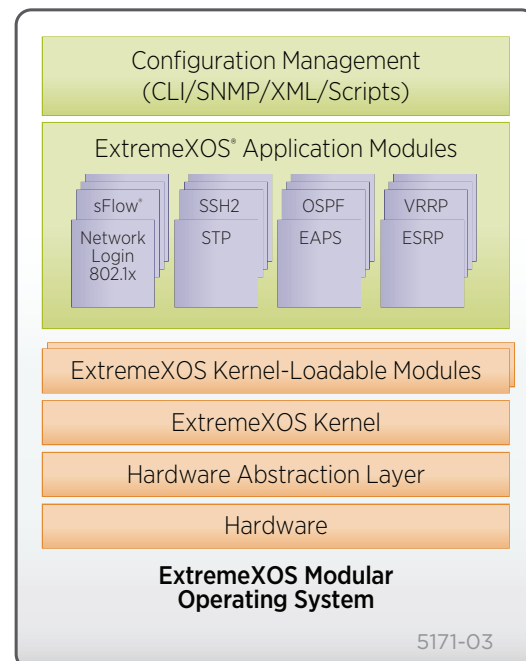 Configuration Management
(CLI/SNMP/XML/Scripts)
ExtremeXOS® Application Modules
sFlow®
SSH2
OSPF
VRRP
Network
Login
802.1x
STP
EAPS
ESRP
ExtremeXOS Kernel-Loadable Modules
ExtremeXOS Kernel
Hardware Abstraction Layer
Hardware
ExtremeXOS Modular
Operating System
5171-03